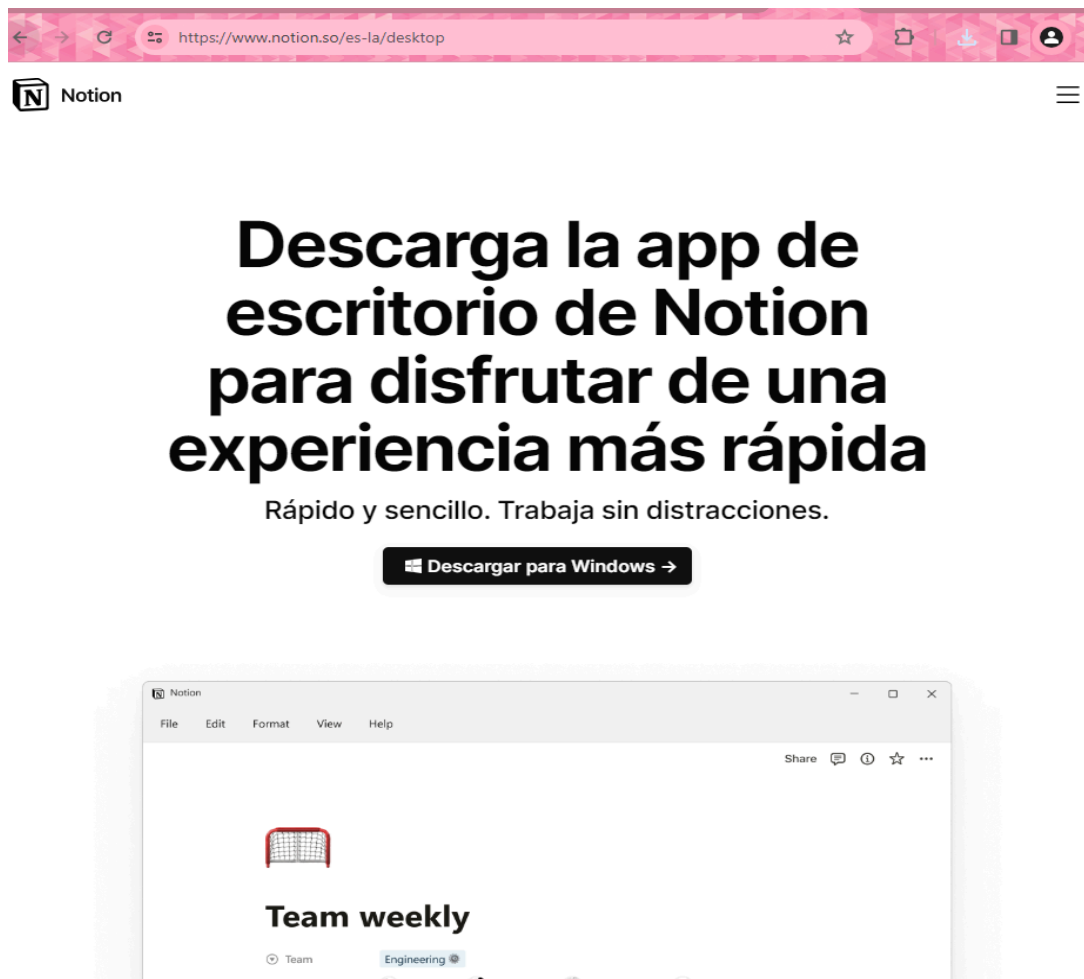 https://www.notion.so/es-la/desktop
Notion
Descarga la app de
escritorio de Notion
para disfrutar de una
experiencia más rápida
Rápido y sencillo. Trabaja sin distracciones.
Descargar para Windows →
Notion
File Edit Format View Help
Share
Team weekly
Team Engineering